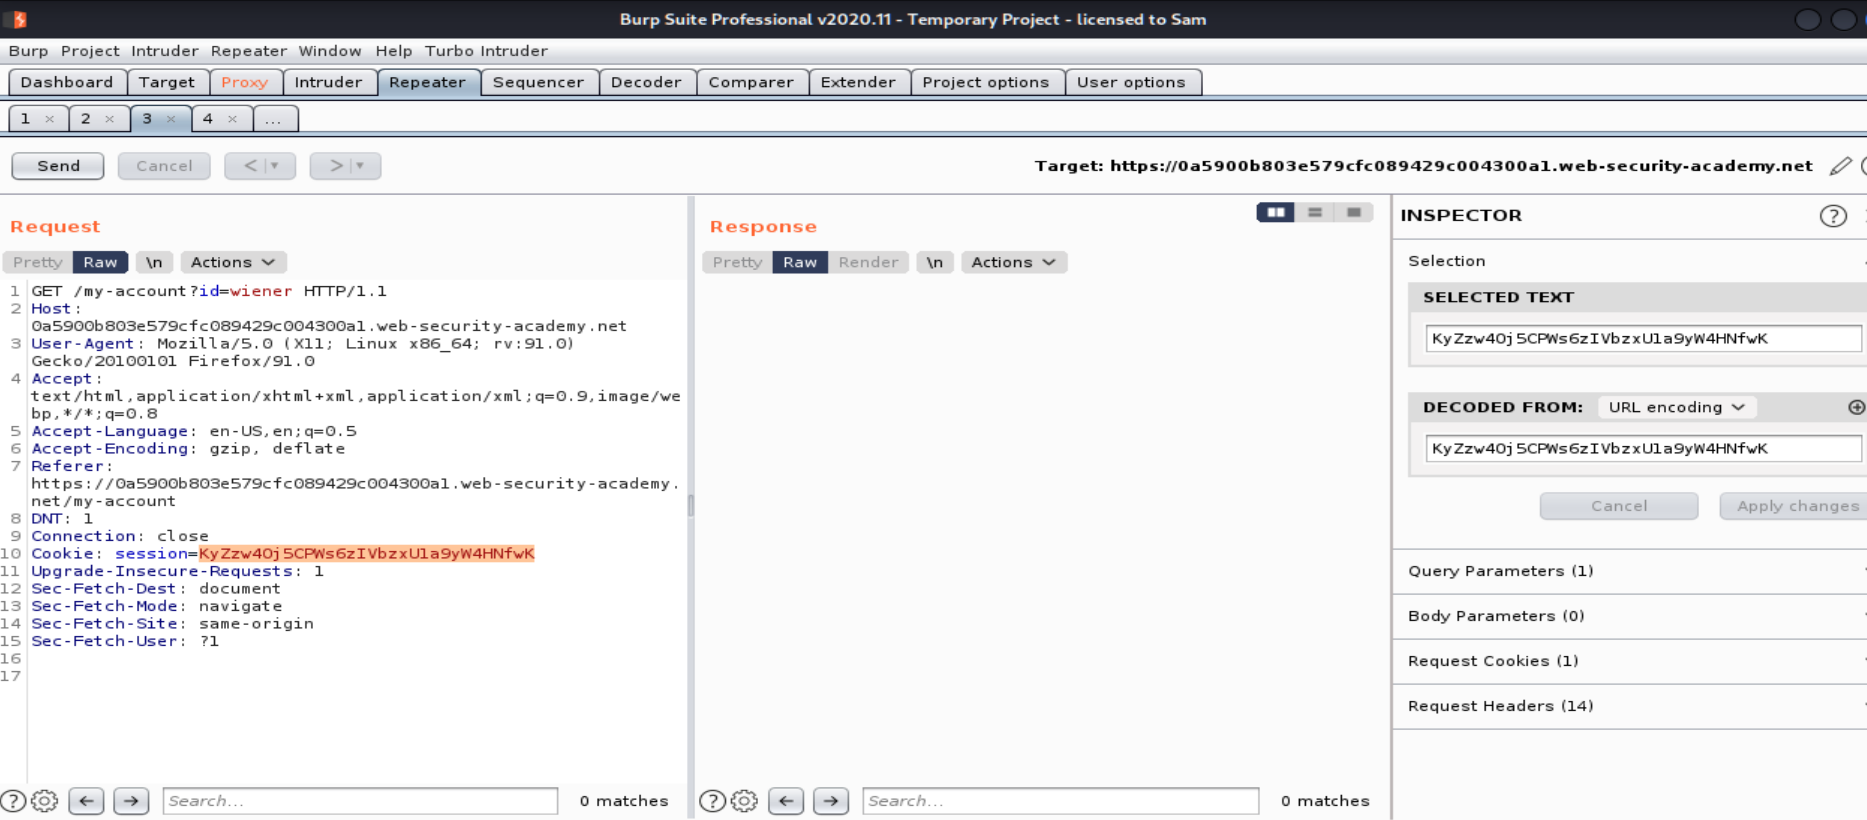 Burp Suite Professional v2020.11 - Temporary Project - licensed to Sam
Burp Project Intruder Repeater Window Help Turbo Intruder
Dashboard Target Proxy Intruder Repeater Sequencer Decoder Comparer Extender Project options User options
1 × 2 × 3 × 4 × ...
Send Cancel < > Target: https://0a5900b803e579cfc089429c004300a1.web-security-academy.net
Request
Pretty Raw \n Actions
1 GET /my-account?id=wiener HTTP/1.1
2 Host:
0a5900b803e579cfc089429c004300a1.web-security-academy.net
3 User-Agent: Mozilla/5.0 (X11; Linux x86_64; rv:91.0)
Gecko/20100101 Firefox/91.0
4 Accept:
text/html,application/xhtml+xml,application/xml;q=0.9,image/we
bp,*/*;q=0.8
5 Accept-Language: en-US,en;q=0.5
6 Accept-Encoding: gzip, deflate
7 Referer:
https://0a5900b803e579cfc089429c004300a1.web-security-academy.
net/my-account
8 DNT: 1
9 Connection: close
10 Cookie: session=KyZzw4Oj5CPWs6zIVbzxU1a9yW4HNfwK
11 Upgrade-Insecure-Requests: 1
12 Sec-Fetch-Dest: document
13 Sec-Fetch-Mode: navigate
14 Sec-Fetch-Site: same-origin
15 Sec-Fetch-User: ?1
16
17
? Search... 0 matches
Response
Pretty Raw Render \n Actions
? Search... 0 matches
INSPECTOR ?
Selection
SELECTED TEXT
KyZzw4Oj5CPWs6zIVbzxU1a9yW4HNfwK
DECODED FROM: URL encoding
KyZzw4Oj5CPWs6zIVbzxU1a9yW4HNfwK
Cancel Apply changes
Query Parameters (1)
Body Parameters (0)
Request Cookies (1)
Request Headers (14)